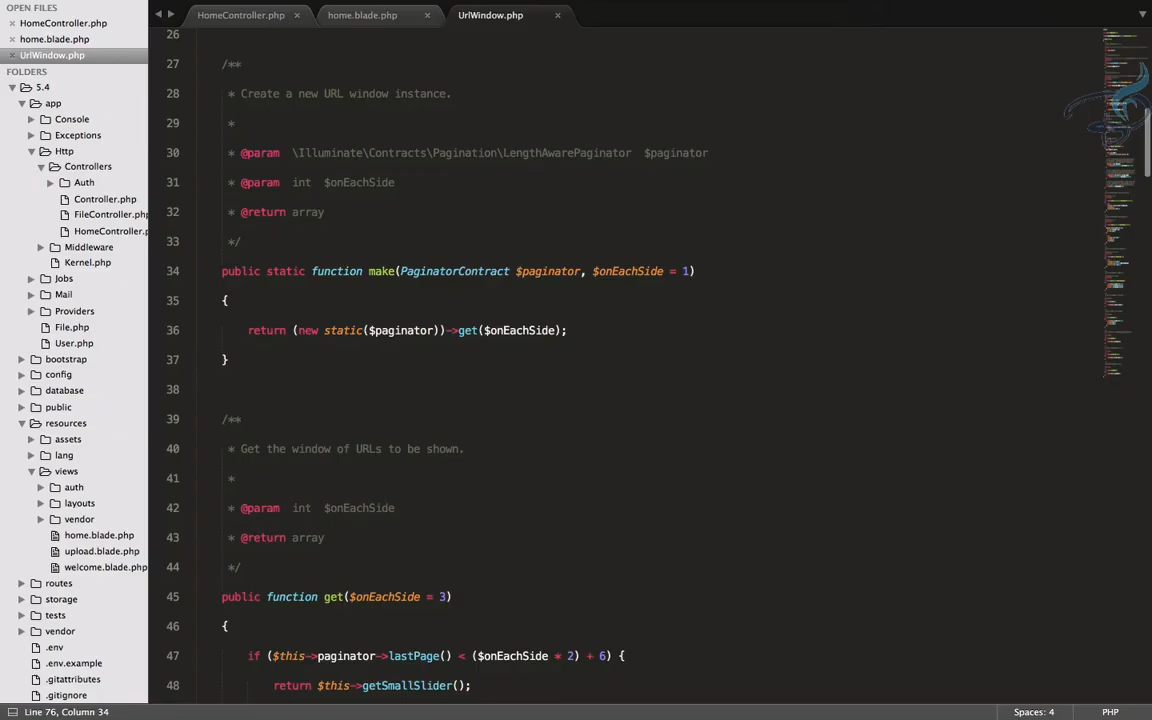 OPEN FILES
HomeController.php
home.blade.php
UrlWindow.php
FOLDERS
5.4
app
Console
Exceptions
Http
Controllers
Auth
Controller.php
FileController.php
HomeController.p
Middleware
Kernel.php
Jobs
Mail
Providers
File.php
User.php
bootstrap
config
database
public
resources
assets
lang
views
auth
layouts
vendor
home.blade.php
upload.blade.php
welcome.blade.php
routes
storage
tests
vendor
.env
.env.example
.gitattributes
.gitignore
HomeController.php
home.blade.php
UrlWindow.php
26
27 /**
28 * Create a new URL window instance.
29 *
30 * @param \Illuminate\Contracts\Pagination\LengthAwarePaginator $paginator
31 * @param int $onEachSide
32 * @return array
33 */
34 public static function make(PaginatorContract $paginator, $onEachSide = 1)
35 {
36 return (new static($paginator))->get($onEachSide);
37 }
38
39 /**
40 * Get the window of URLs to be shown.
41 *
42 * @param int $onEachSide
43 * @return array
44 */
45 public function get($onEachSide = 3)
46 {
47 if ($this->paginator->lastPage() < ($onEachSide * 2) + 6) {
48 return $this->getSmallSlider();
Line 76, Column 34
Spaces: 4
PHP